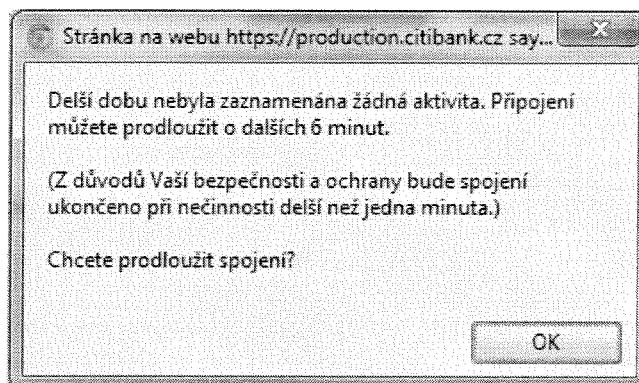 Stránka na webu https://production.citibank.cz say...
Delší dobu nebyla zaznamenána žádná aktivita. Připojení
můžete prodloužit o dalších 6 minut.
(Z důvodů Vaší bezpečnosti a ochrany bude spojení
ukončeno při nečinnosti delší než jedna minuta.)
Chcete prodloužit spojení?
OK